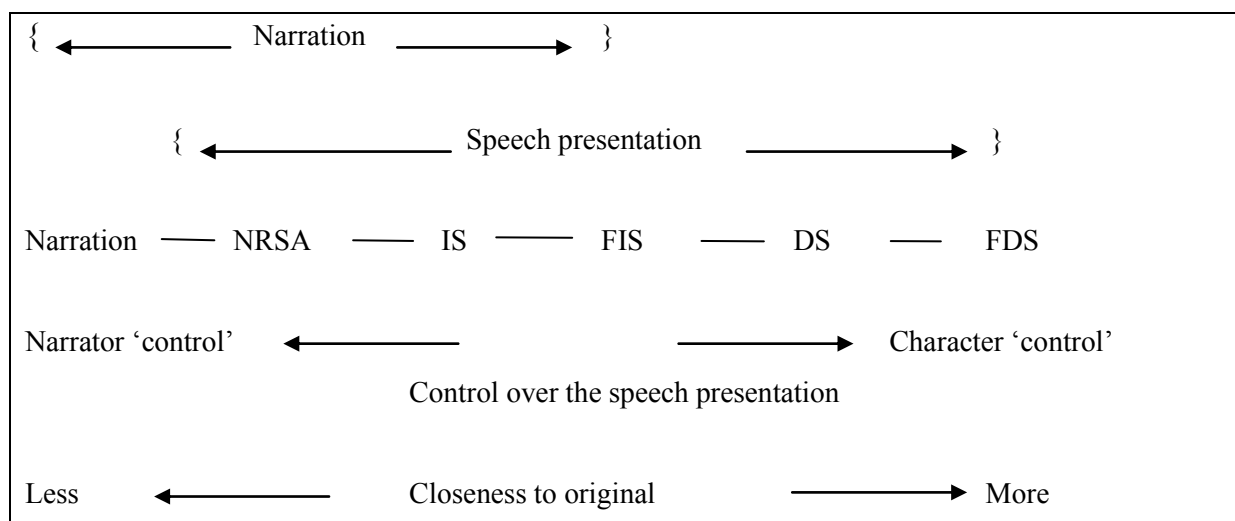 { Narration }
{ Speech presentation }
Narration NRSA IS FIS DS FDS
Narrator ‘control’ Character ‘control’
Control over the speech presentation
Less Closeness to original More